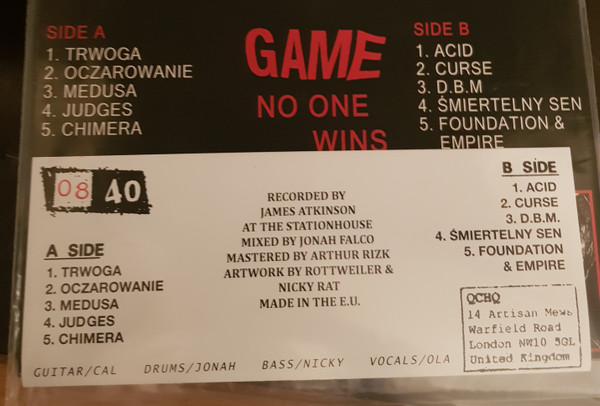 SIDE A
1. TRWOGA
2. OCZAROWANIE
3. MEDUSA
4. JUDGES
5. CHIMERA
GAME
NO ONE
WINS
SIDE B
1. ACID
2. CURSE
3. D.B.M
4. ŚMIERTELNY SEN
5. FOUNDATION &
EMPIRE
08 40
A SIDE
1. TRWOGA
2. OCZAROWANIE
3. MEDUSA
4. JUDGES
5. CHIMERA
RECORDED BY
JAMES ATKINSON
AT THE STATIONHOUSE
MIXED BY JONAH FALCO
MASTERED BY ARTHUR RIZK
ARTWORK BY ROTTWEILER &
NICKY RAT
MADE IN THE E.U.
B SIDE
1. ACID
2. CURSE
3. D.B.M.
4. ŚMIERTELNY SEN
5. FOUNDATION
& EMPIRE
QCHQ
14 Artisan Mews
Warfield Road
London NW10 5GL
United Kingdom
GUITAR/CAL DRUMS/JONAH BASS/NICKY VOCALS/OLA